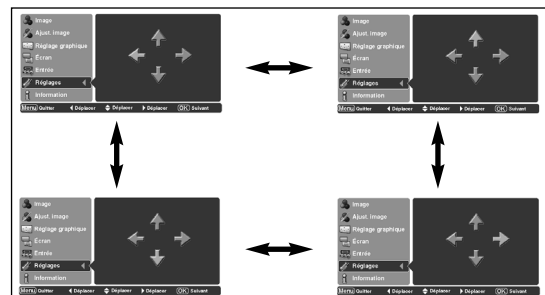 Image
Ajust. image
Réglage graphique
Écran
Entrée
Réglages
Information
Menu Quitter Déplacer Déplacer Déplacer OK Suivant
Image
Ajust. image
Réglage graphique
Écran
Entrée
Réglages
Information
Menu Quitter Déplacer Déplacer Déplacer OK Suivant
Image
Ajust. image
Réglage graphique
Écran
Entrée
Réglages
Information
Menu Quitter Déplacer Déplacer Déplacer OK Suivant
Image
Ajust. image
Réglage graphique
Écran
Entrée
Réglages
Information
Menu Quitter Déplacer Déplacer Déplacer OK Suivant